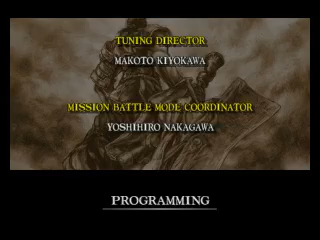 TUNING DIRECTOR
MAKOTO KIYOKAWA
MISSION BATTLE MODE COORDINATOR
YOSHIHIRO NAKAGAWA
PROGRAMMING